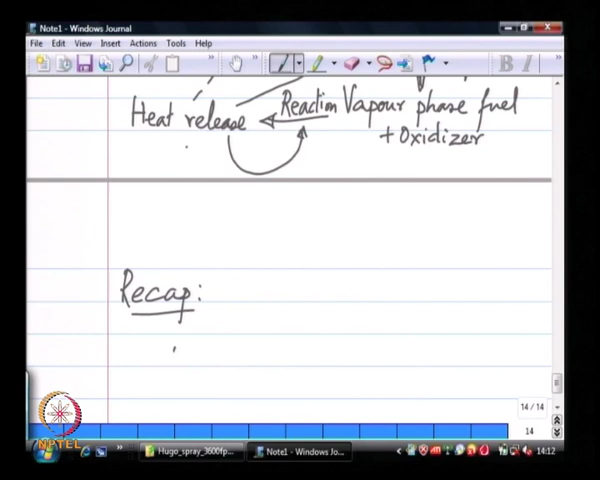 Note1 - Windows Journal
File Edit View Insert Actions Tools Help
B I
Heat release Reaction Vapour phase fuel
+ Oxidizer
Recap:
14 / 14
14
NPTEL
Hugo_spray_3600fp... Note1 - Windows Jo... 14:12